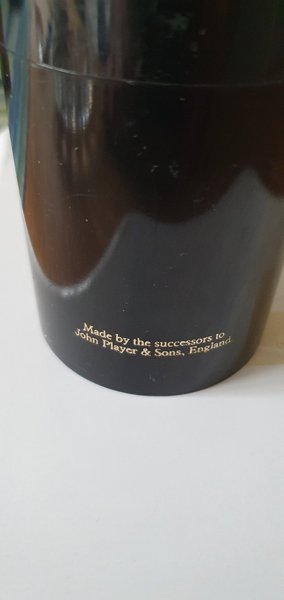 Made by the successors to
John Player & Sons, England